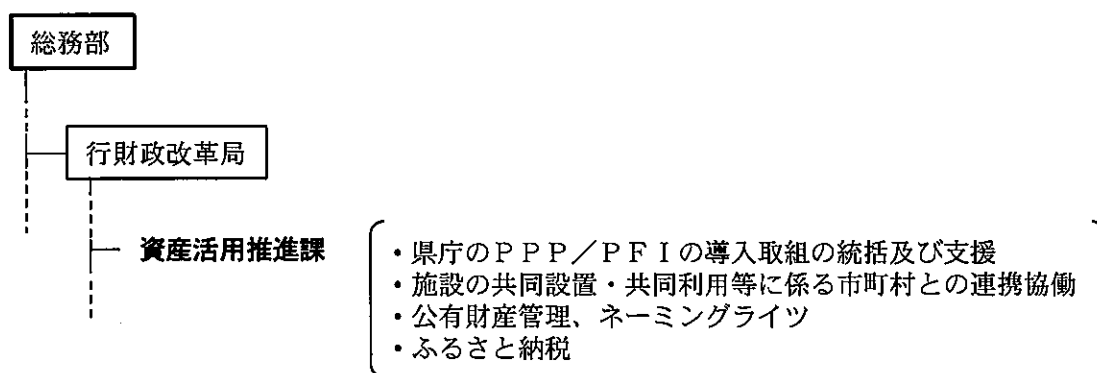 総務部
行財政改革局
資産活用推進課
・県庁のＰＰＰ／ＰＦＩの導入取組の統括及び支援
・施設の共同設置・共同利用等に係る市町村との連携協働
・公有財産管理、ネーミングライツ
・ふるさと納税